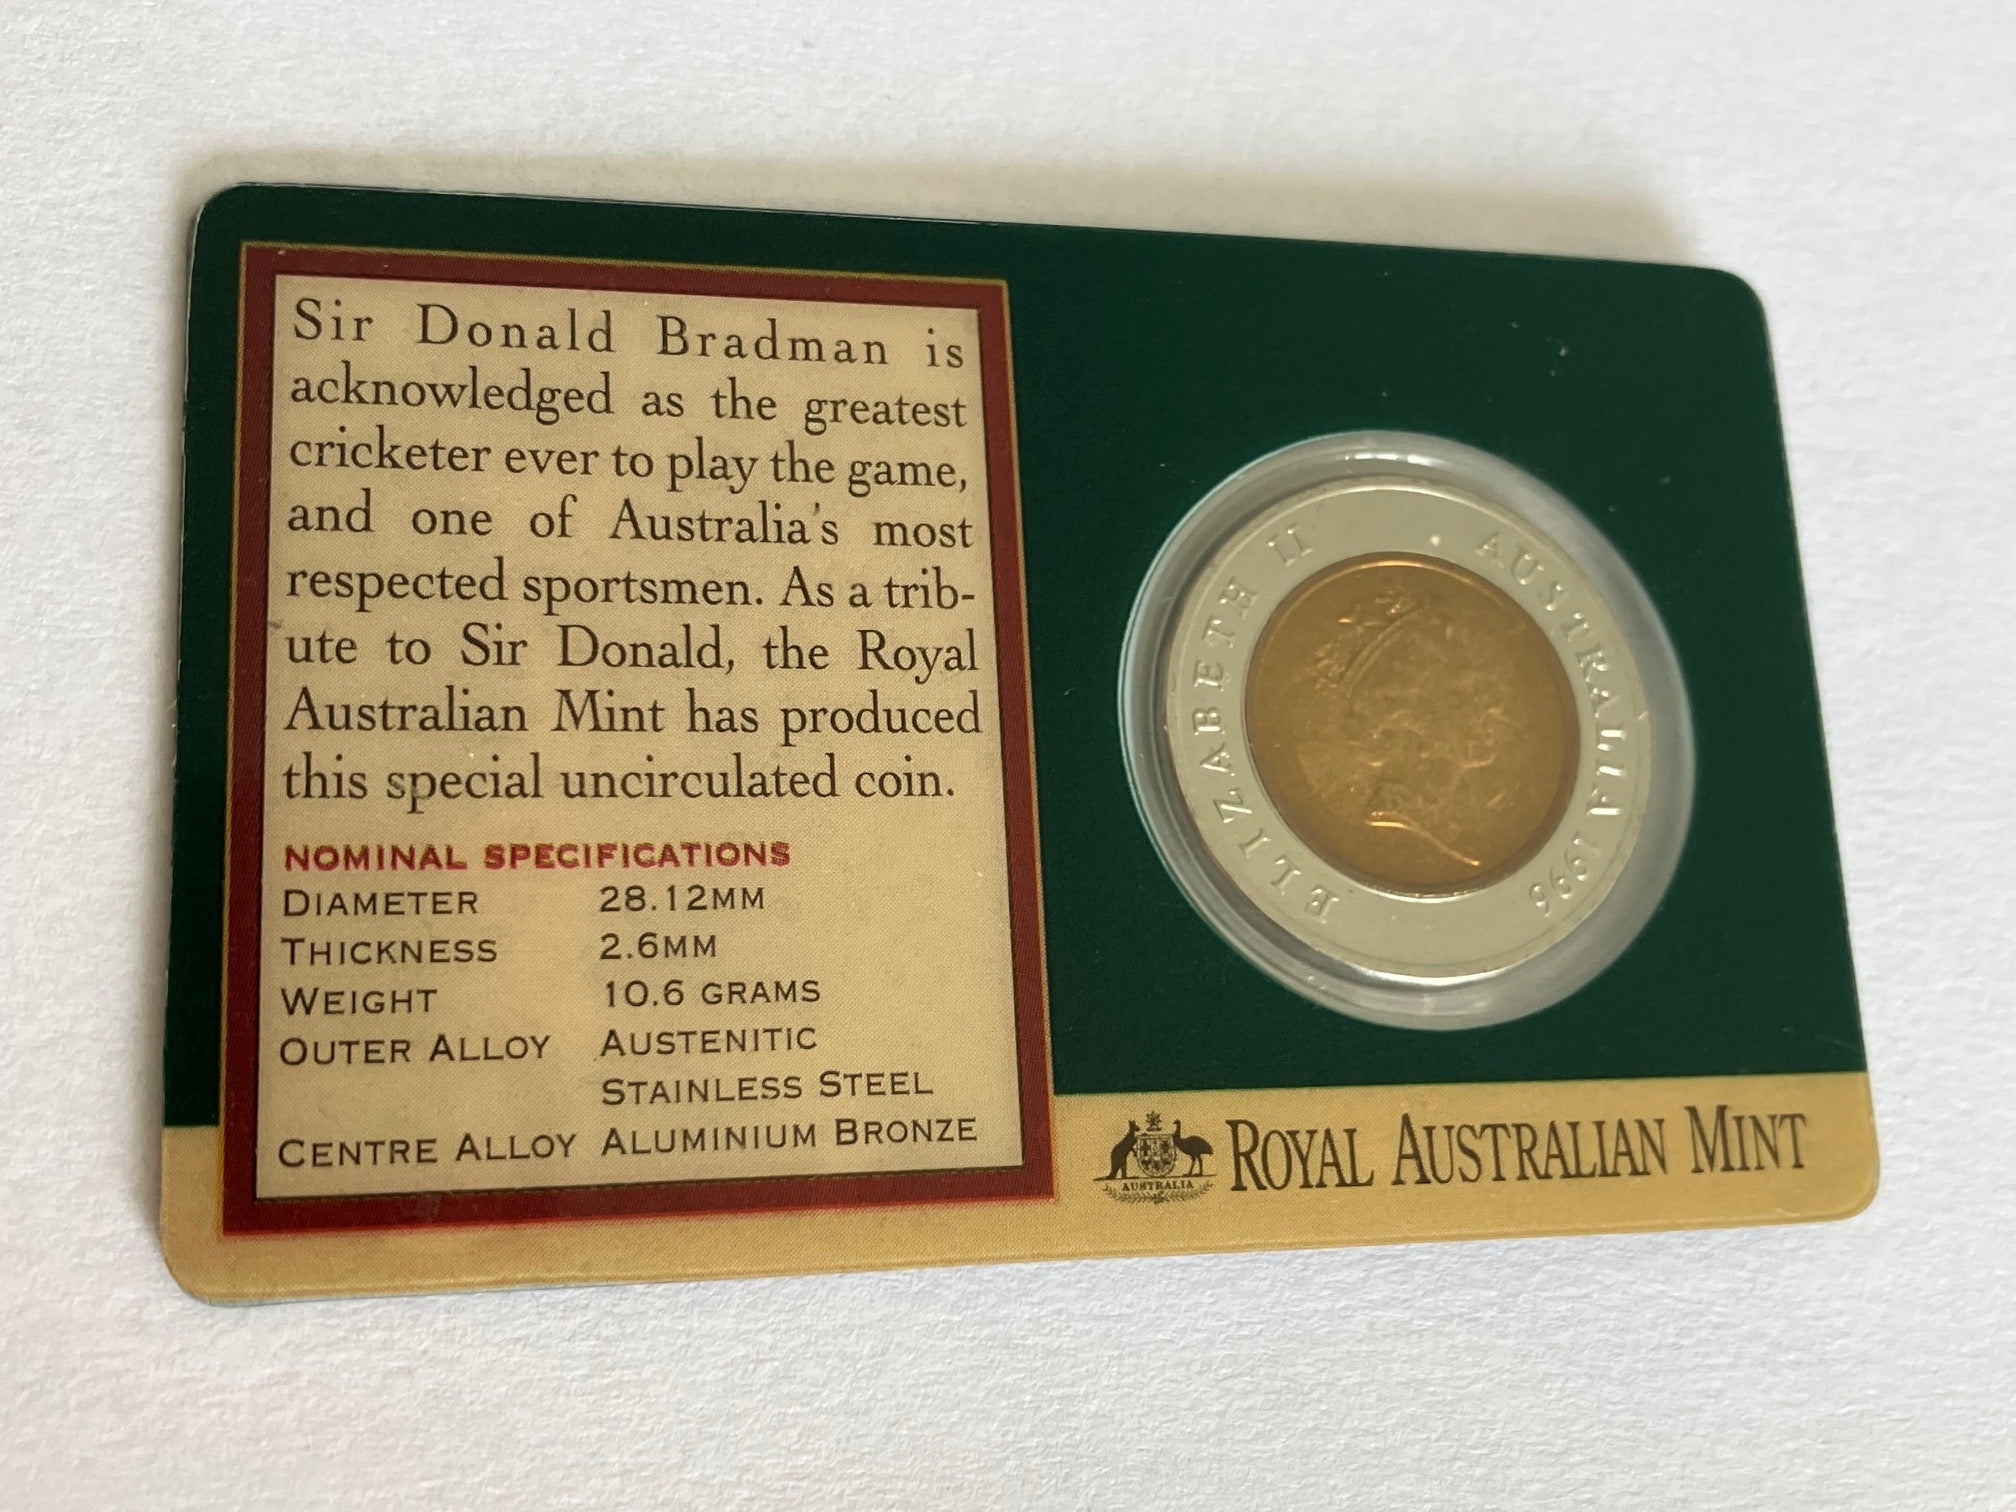 Sir Donald Bradman is
acknowledged as the greatest
cricketer ever to play the game,
and one of Australia's most
respected sportsmen. As a trib-
ute to Sir Donald, the Royal
Australian Mint has produced
this special uncirculated coin.
NOMINAL SPECIFICATIONS
DIAMETER 28.12MM
THICKNESS 2.6MM
WEIGHT 10.6 GRAMS
OUTER ALLOY AUSTENITIC
STAINLESS STEEL
CENTRE ALLOY ALUMINIUM BRONZE
ELIZABETH II AUSTRALIA 1996
AUSTRALIA
ROYAL AUSTRALIAN MINT